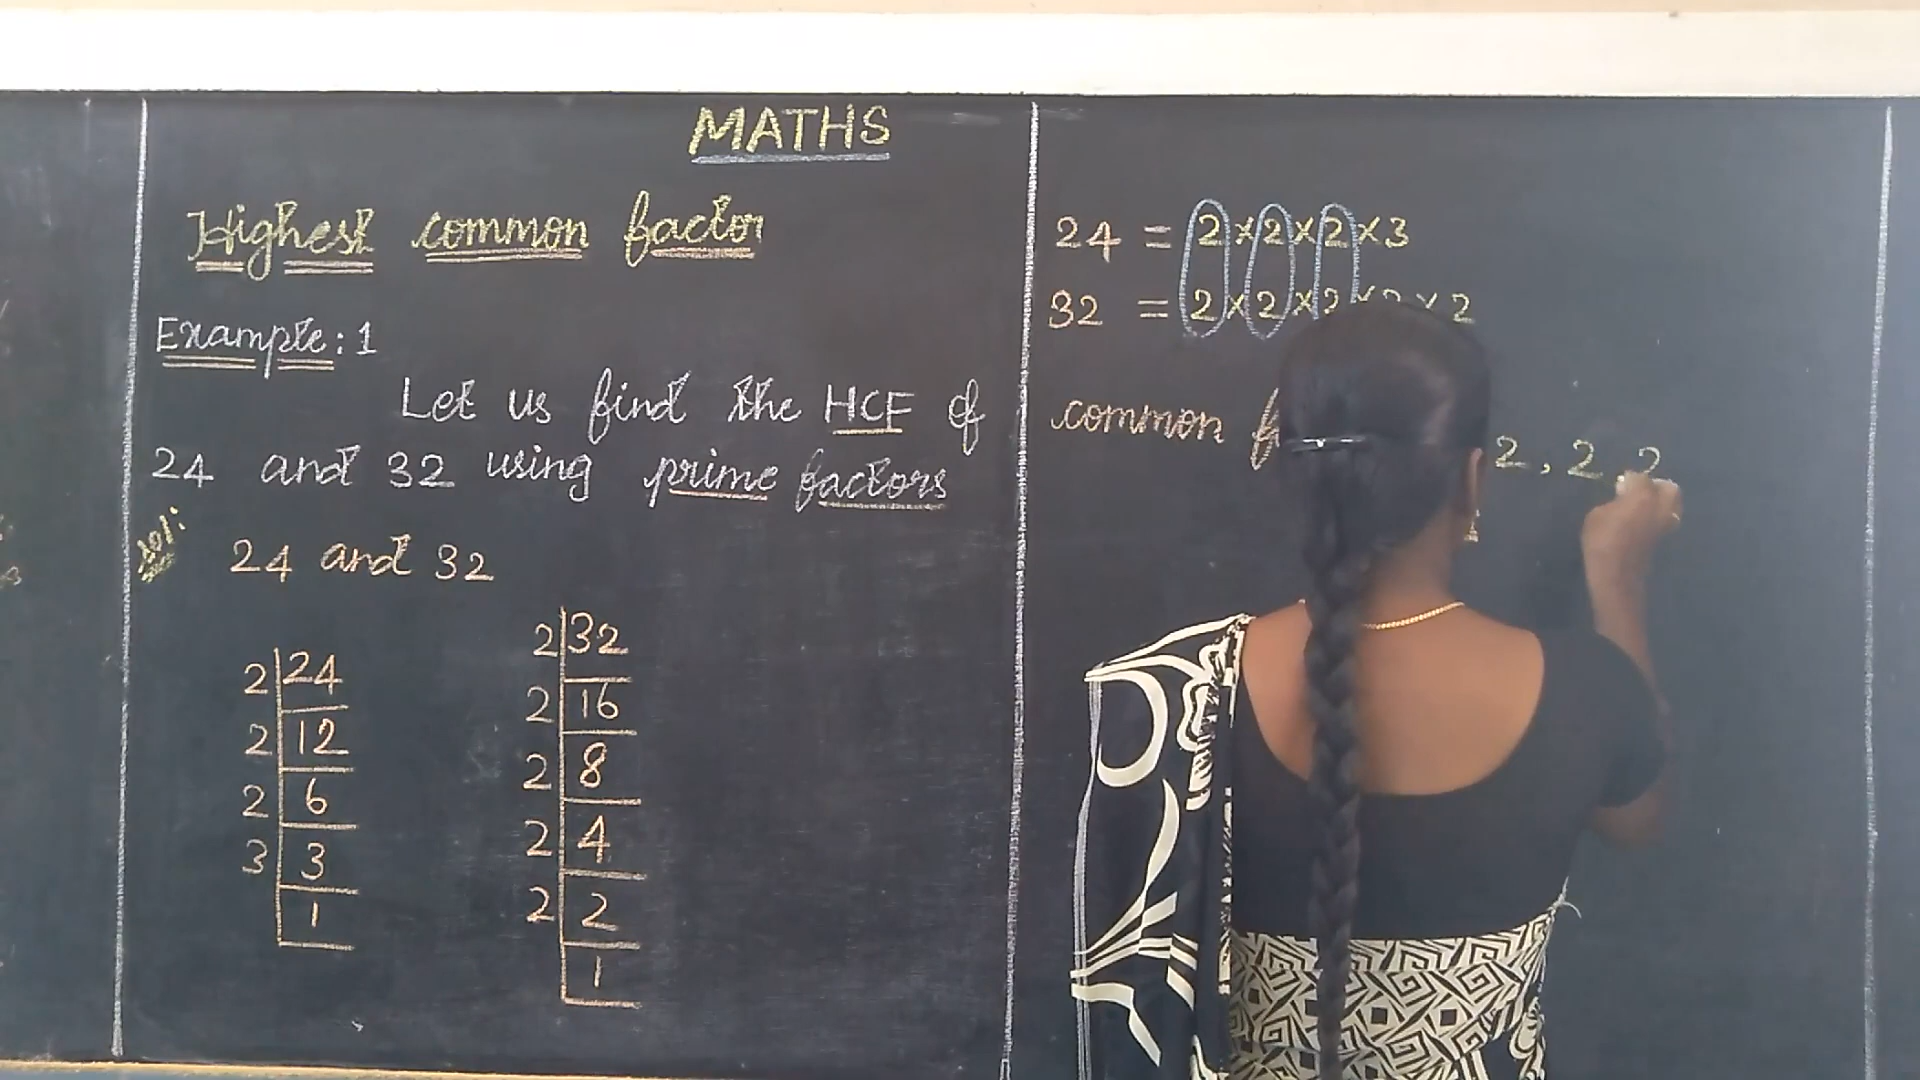 MATHS
Highest common factor
Example: 1
Let us find the HCF of
24 and 32 using prime factors
Sol:
24 and 32
2|24
2|12
2|6
3|3
1
2|32
2|16
2|8
2|4
2|2
1
24 = 2×2×2×3
32 = 2×2×2×2×2
common 2, 2, 2